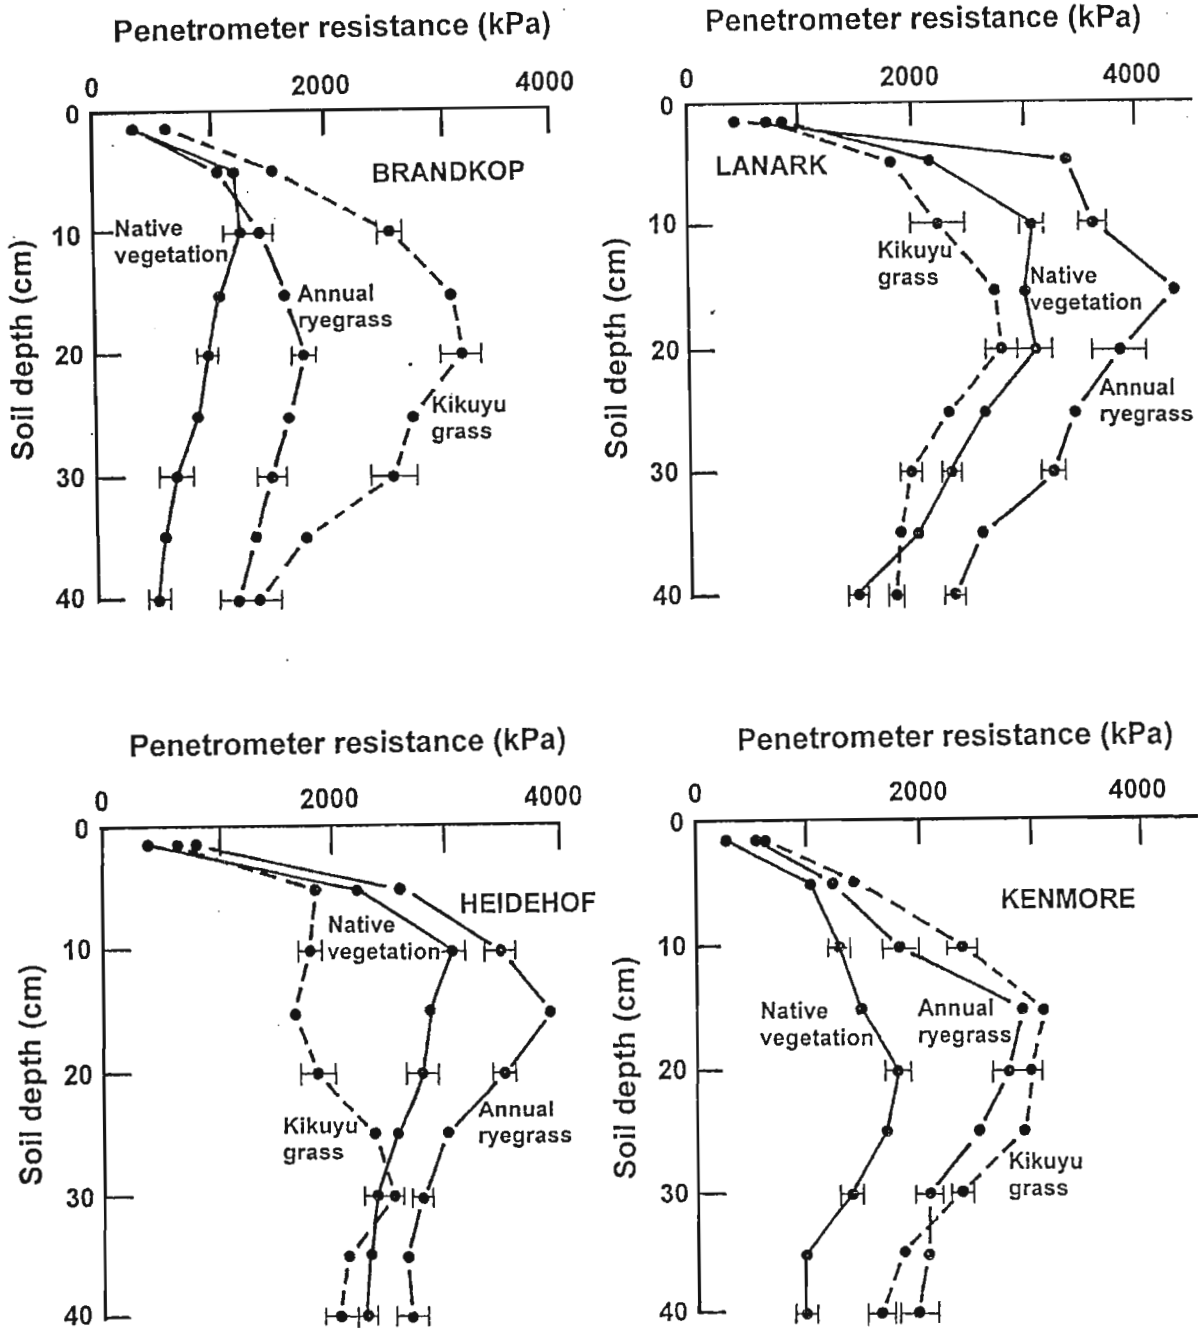 Penetrometer resistance (kPa)
0 2000 4000
0
BRANDKOP
10
Native
vegetation
Annual
ryegrass
20
Kikuyu
grass
30
40
Soil depth (cm)
Penetrometer resistance (kPa)
0 2000 4000
0
LANARK
10
Kikuyu
grass
Native
vegetation
20
Annual
ryegrass
30
40
Soil depth (cm)
Penetrometer resistance (kPa)
0 2000 4000
0
HEIDEHOF
Native
vegetation
10
20
Kikuyu
grass
Annual
ryegrass
30
40
Soil depth (cm)
Penetrometer resistance (kPa)
0 2000 4000
0
KENMORE
10
Native
vegetation
Annual
ryegrass
20
Kikuyu
grass
30
40
Soil depth (cm)